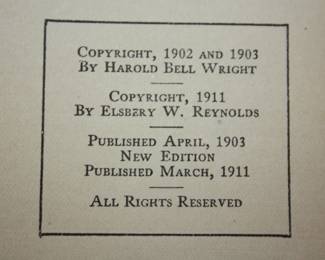 Copyright, 1902 and 1903
By Harold Bell Wright
Copyright, 1911
By Elsbery W. Reynolds
Published April, 1903
New Edition
Published March, 1911
All Rights Reserved